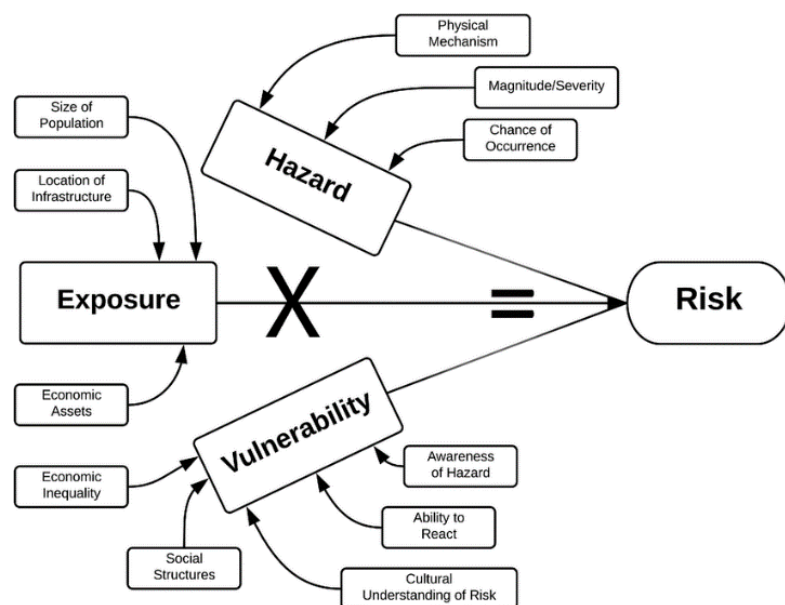 Physical
Mechanism
Magnitude/Severity
Chance of
Occurrence
Hazard
Size of
Population
Location of
Infrastructure
Exposure
X
=
Risk
Economic
Assets
Vulnerability
Economic
Inequality
Social
Structures
Awareness
of Hazard
Ability to
React
Cultural
Understanding of Risk